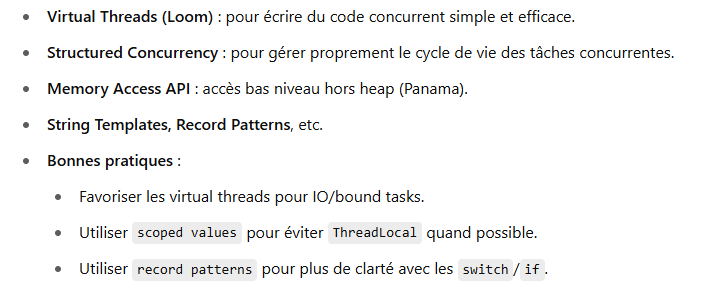 Virtual Threads (Loom) : pour écrire du code concurrent simple et efficace.
Structured Concurrency : pour gérer proprement le cycle de vie des tâches concurrentes.
Memory Access API : accès bas niveau hors heap (Panama).
String Templates, Record Patterns, etc.
Bonnes pratiques :
Favoriser les virtual threads pour IO/bound tasks.
Utiliser scoped values pour éviter ThreadLocal quand possible.
Utiliser record patterns pour plus de clarté avec les switch/if.